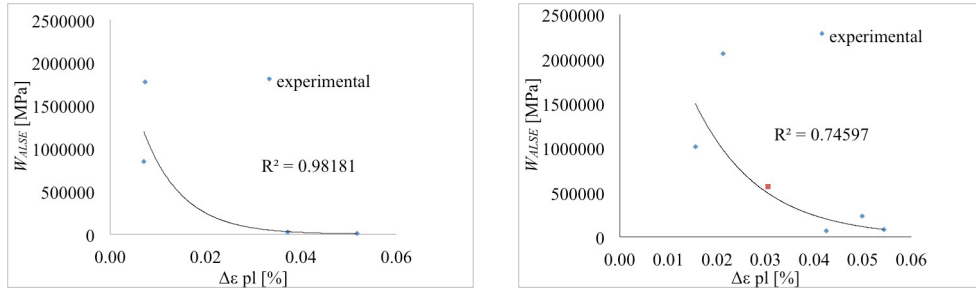 2500000
2000000
1500000
1000000
500000
0
W_ALSE [MPa]
experimental
R² = 0.98181
0.00 0.02 0.04 0.06
Δε pl [%]
2500000
2000000
1500000
1000000
500000
0
W_ALSE [MPa]
experimental
R² = 0.74597
0.00 0.01 0.02 0.03 0.04 0.05 0.06
Δε pl [%]